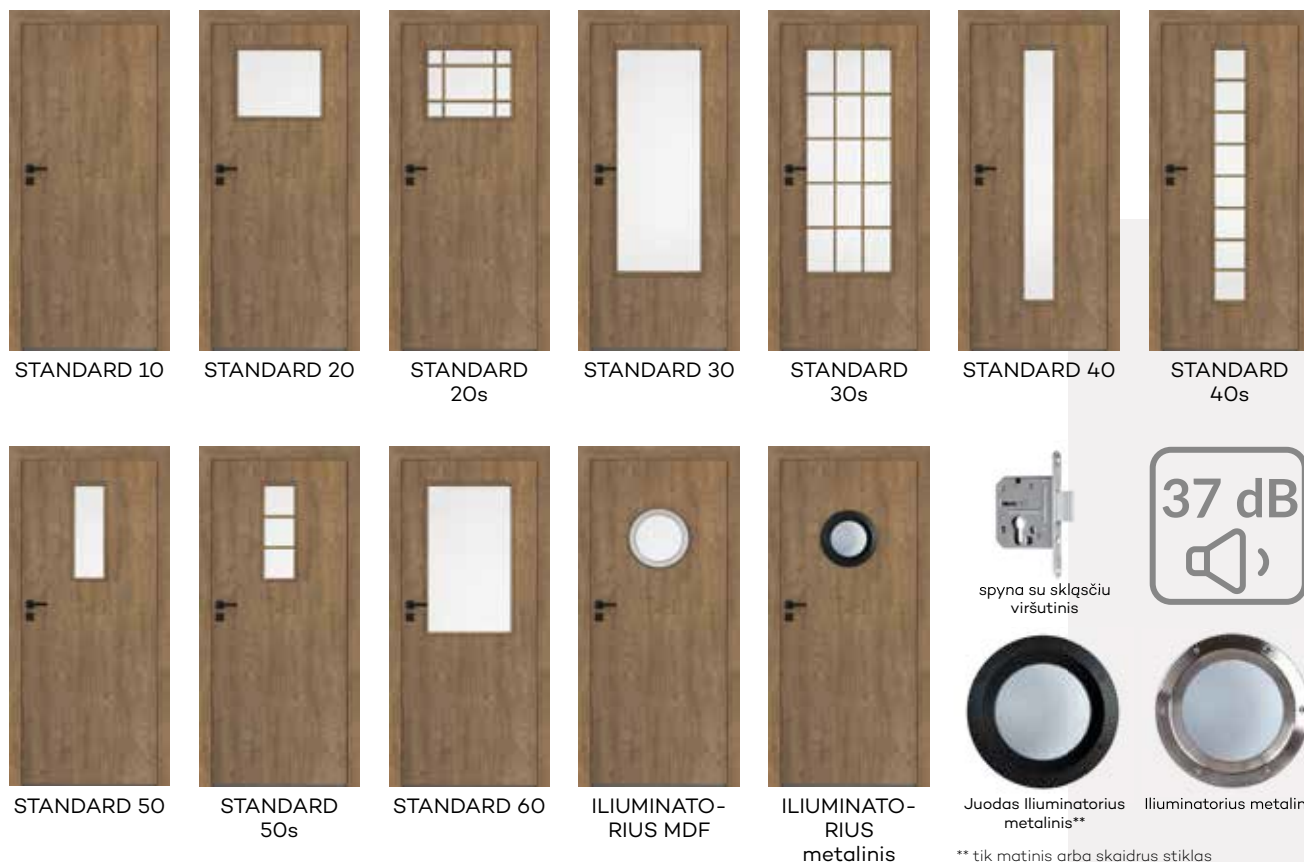 STANDARD 10
STANDARD 20
STANDARD
20s
STANDARD 30
STANDARD
30s
STANDARD 40
STANDARD
40s
37 dB
spyna su skląsčiu
viršutinis
STANDARD 50
STANDARD
50s
STANDARD 60
ILIUMINATO-
RIUS MDF
ILIUMINATO-
RIUS
metalinis
Juodas Iliuminatorius
metalinis**
Iliuminatorius metalin
** tik matinis arba skaidrus stiklas